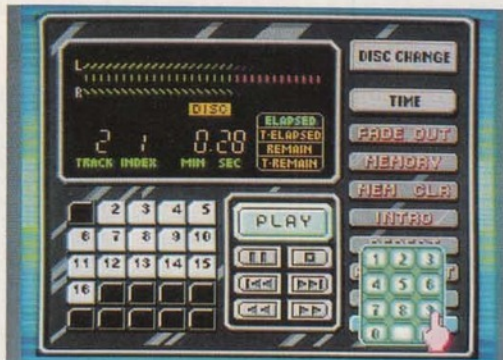 L
R
DISC
2 1 0.28
TRACK INDEX MIN SEC
ELAPSED
T-ELAPSED
REMAIN
T-REMAIN
DISC CHANGE
TIME
FADE OUT
MEMORY
MEM CLR
INTRO
2 3 4 5
6 7 8 9 10
11 12 13 14 15
16
PLAY
1 2 3
4 5 6
7 8 9
0